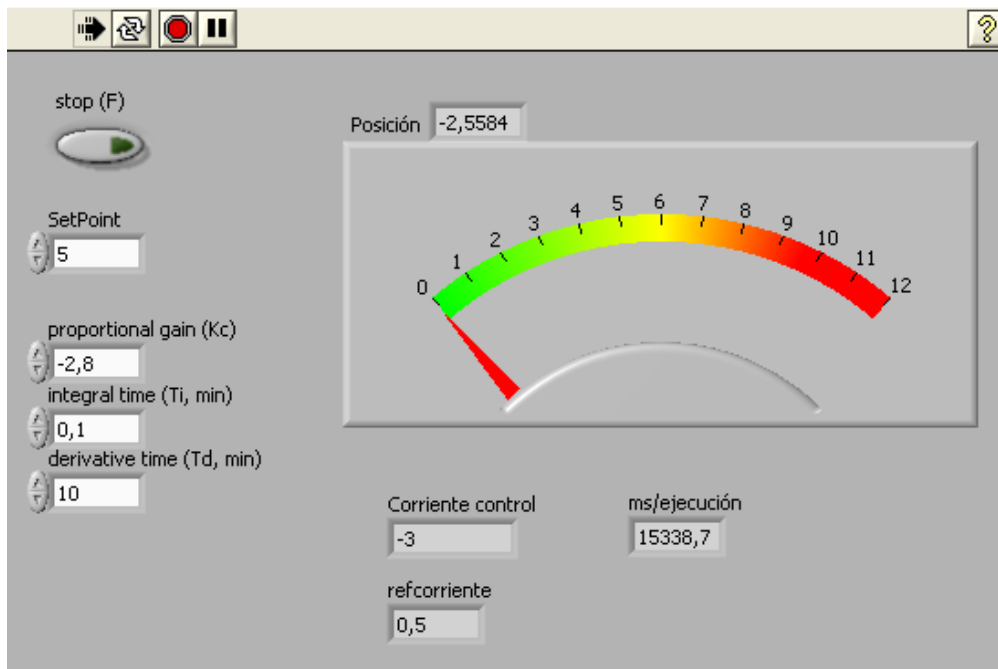 stop (F)
Posición -2,5584
SetPoint
5
0 1 2 3 4 5 6 7 8 9 10 11 12
proportional gain (Kc)
-2,8
integral time (Ti, min)
0,1
derivative time (Td, min)
10
Corriente control
-3
ms/ejecución
15338,7
refcorriente
0,5